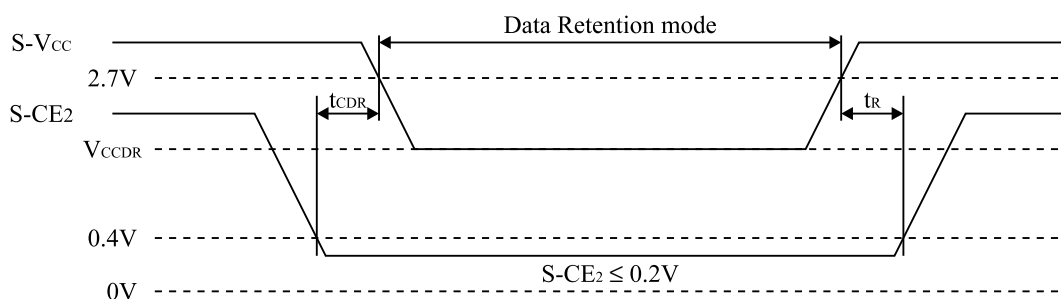 Data Retention mode
S-VCC
2.7V
tCDR
tR
S-CE2
VCCDR
0.4V
S-CE2 ≤ 0.2V
0V